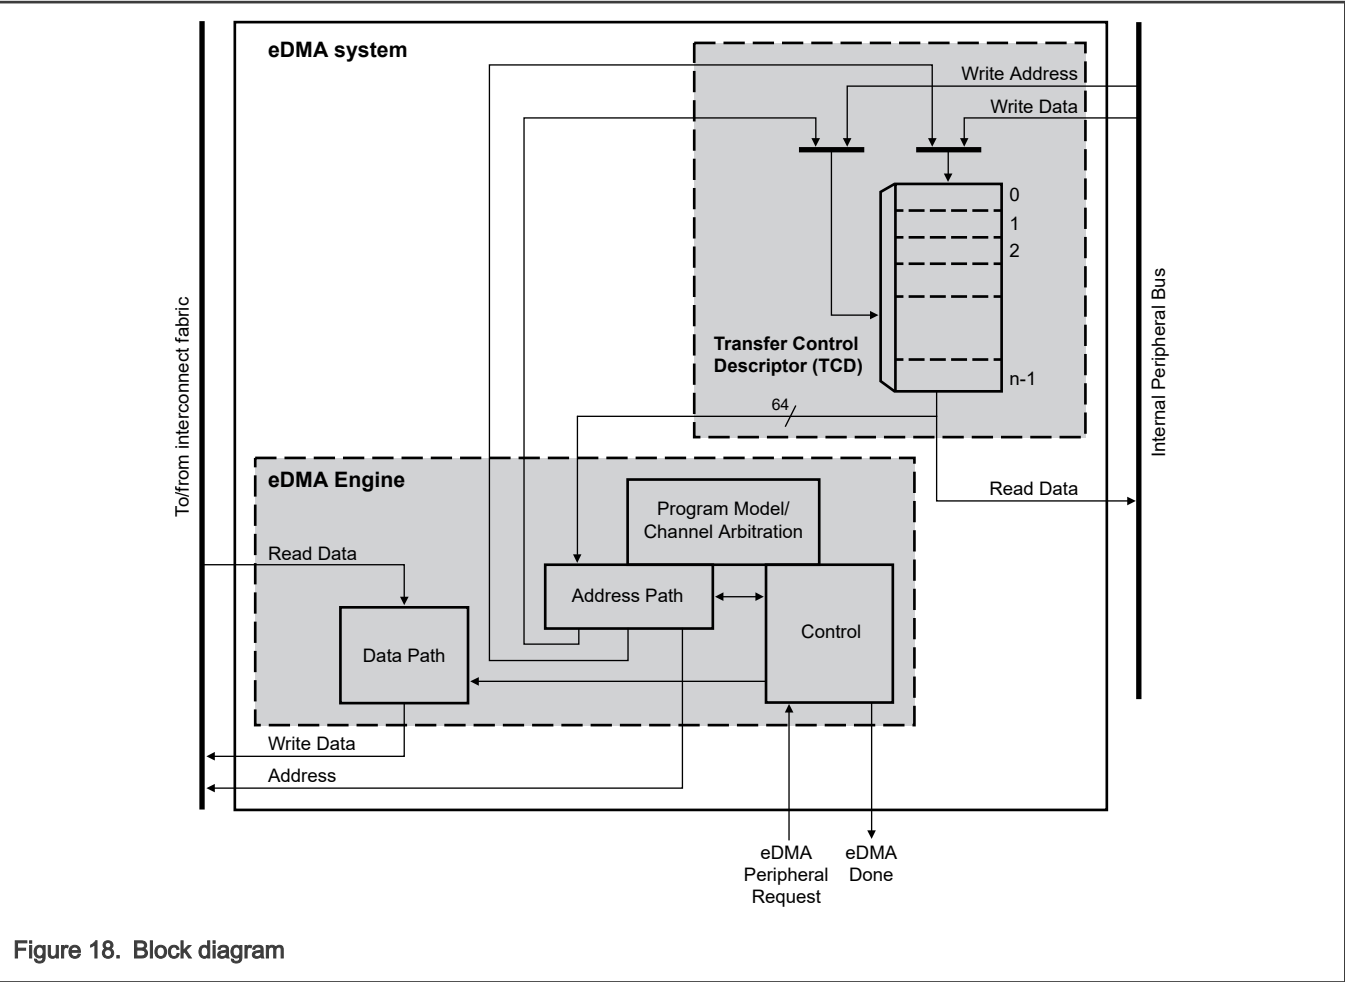 eDMA system
Write Address
Write Data
0
1
2
n-1
Transfer Control
Descriptor (TCD)
64
To/from interconnect fabric
Internal Peripheral Bus
eDMA Engine
Read Data
Program Model/
Channel Arbitration
Read Data
Address Path
Control
Data Path
Write Data
Address
eDMA
Peripheral
Request
eDMA
Done
Figure 18. Block diagram